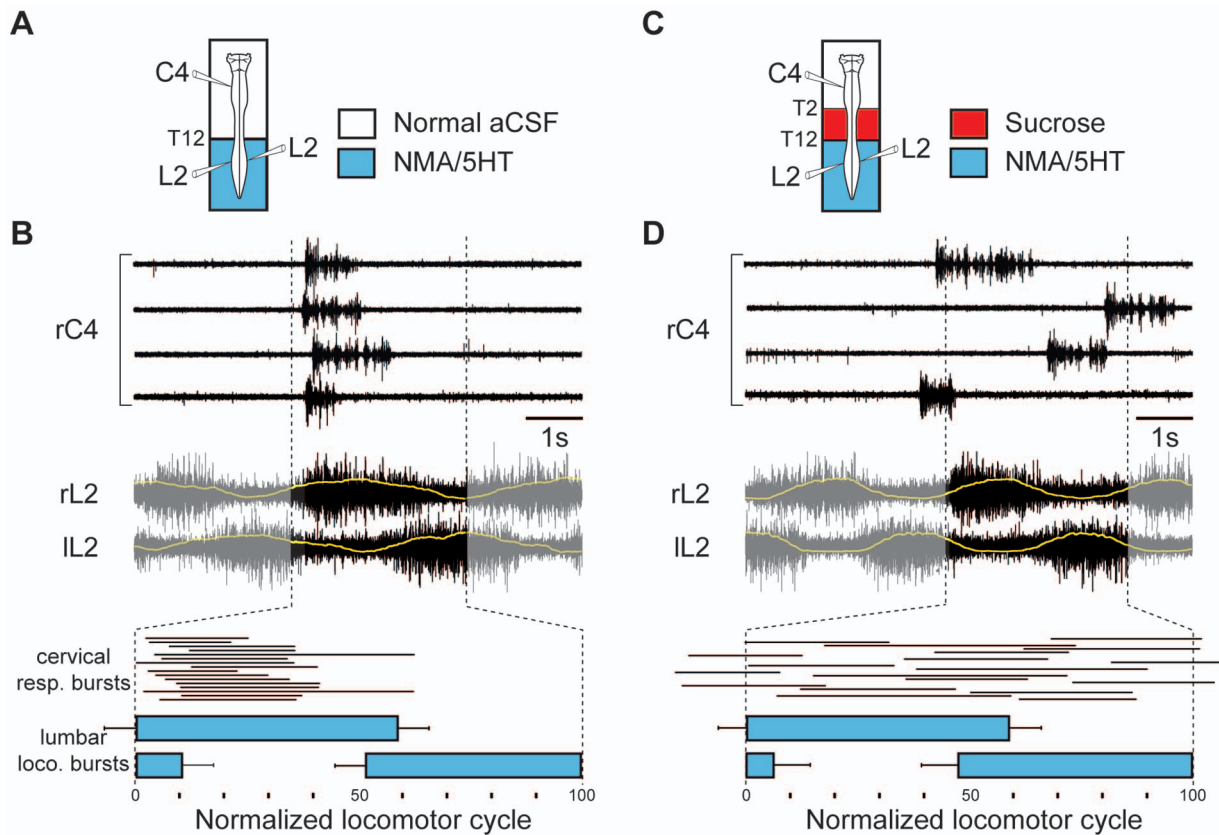 A
C4
T12
L2
L2
Normal aCSF
NMA/5HT
C
C4
T2
T12
L2
L2
Sucrose
NMA/5HT
B
rC4
1s
rL2
lL2
cervical
resp. bursts
lumbar
loco. bursts
0 50 100
Normalized locomotor cycle
D
rC4
1s
rL2
lL2
0 50 100
Normalized locomotor cycle